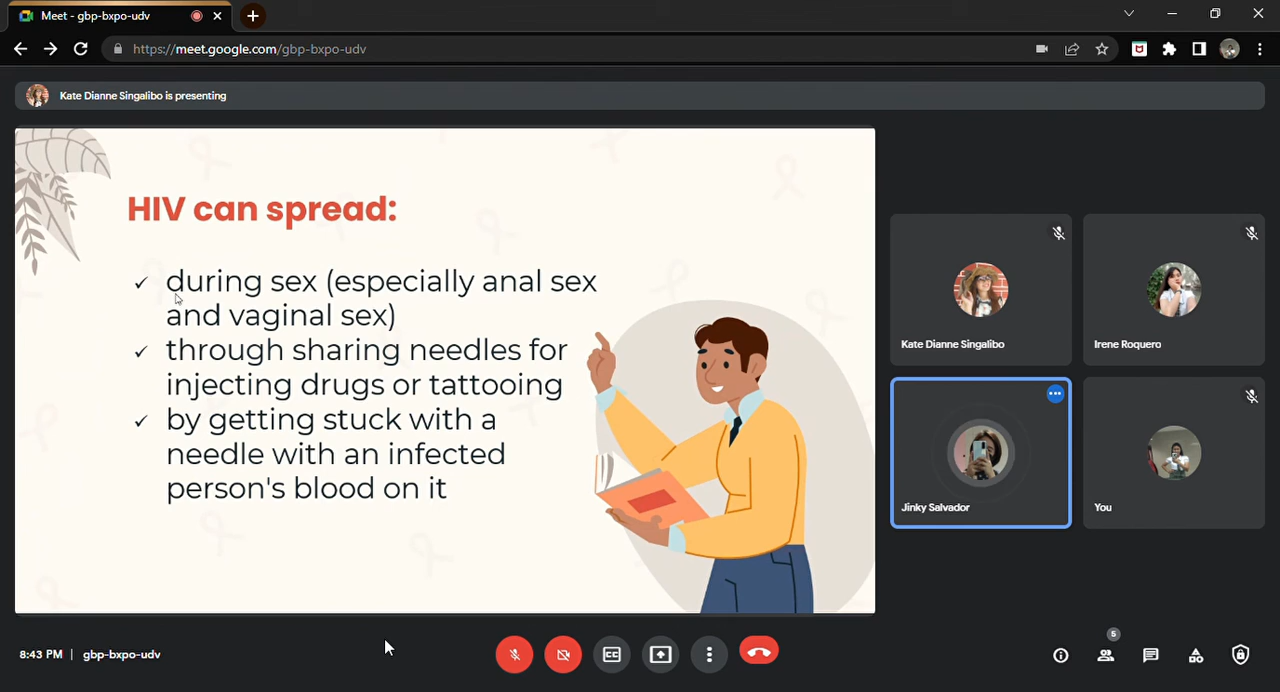 Meet - gbp-bxpo-udv
https://meet.google.com/gbp-bxpo-udv
Kate Dianne Singalibo is presenting
HIV can spread:
✓ during sex (especially anal sex
and vaginal sex)
✓ through sharing needles for
injecting drugs or tattooing
✓ by getting stuck with a
needle with an infected
person's blood on it
Kate Dianne Singalibo
Irene Roquero
Jinky Salvador
You
8:43 PM | gbp-bxpo-udv
CC
5